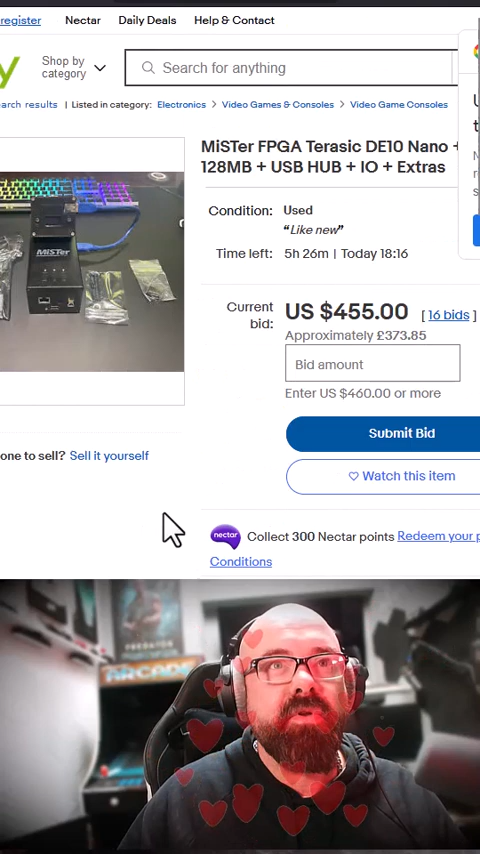 register Nectar Daily Deals Help & Contact
y
Shop by
category
Search for anything
search results | Listed in category: Electronics > Video Games & Consoles > Video Game Consoles
MiSTer FPGA Terasic DE10 Nano +
128MB + USB HUB + IO + Extras
Condition: Used
“Like new”
Time left: 5h 26m | Today 18:16
Current
bid:
US $455.00 [ 16 bids ]
Approximately £373.85
Bid amount
Enter US $460.00 or more
Submit Bid
Watch this item
one to sell? Sell it yourself
nectar
Collect 300 Nectar points Redeem your p
Conditions
MiSTer
PREDATOR
ARCADE